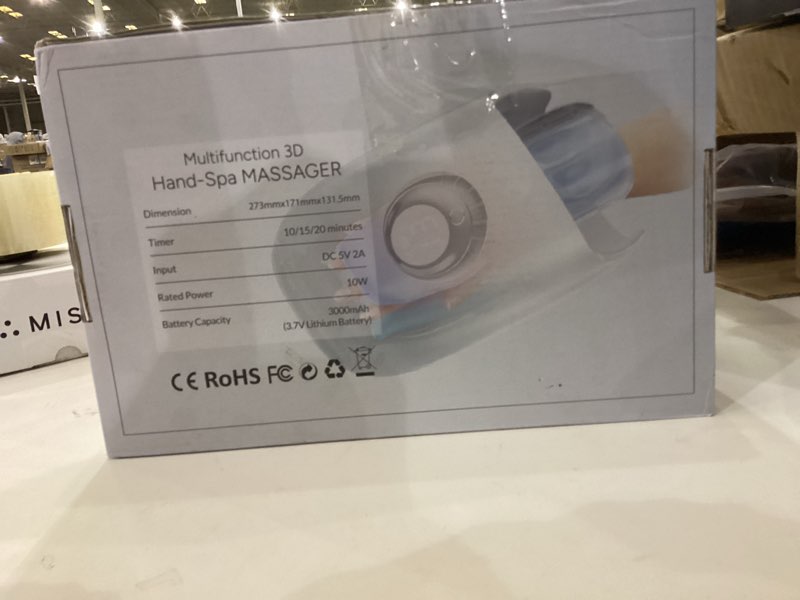 Multifunction 3D
Hand-Spa MASSAGER
Dimension 273mmx171mmx131.5mm
Timer 10/15/20 minutes
Input DC 5V 2A
Rated Power 10W
Battery Capacity 3000mAh
(3.7V Lithium Battery)
CE RoHS FC
MIS